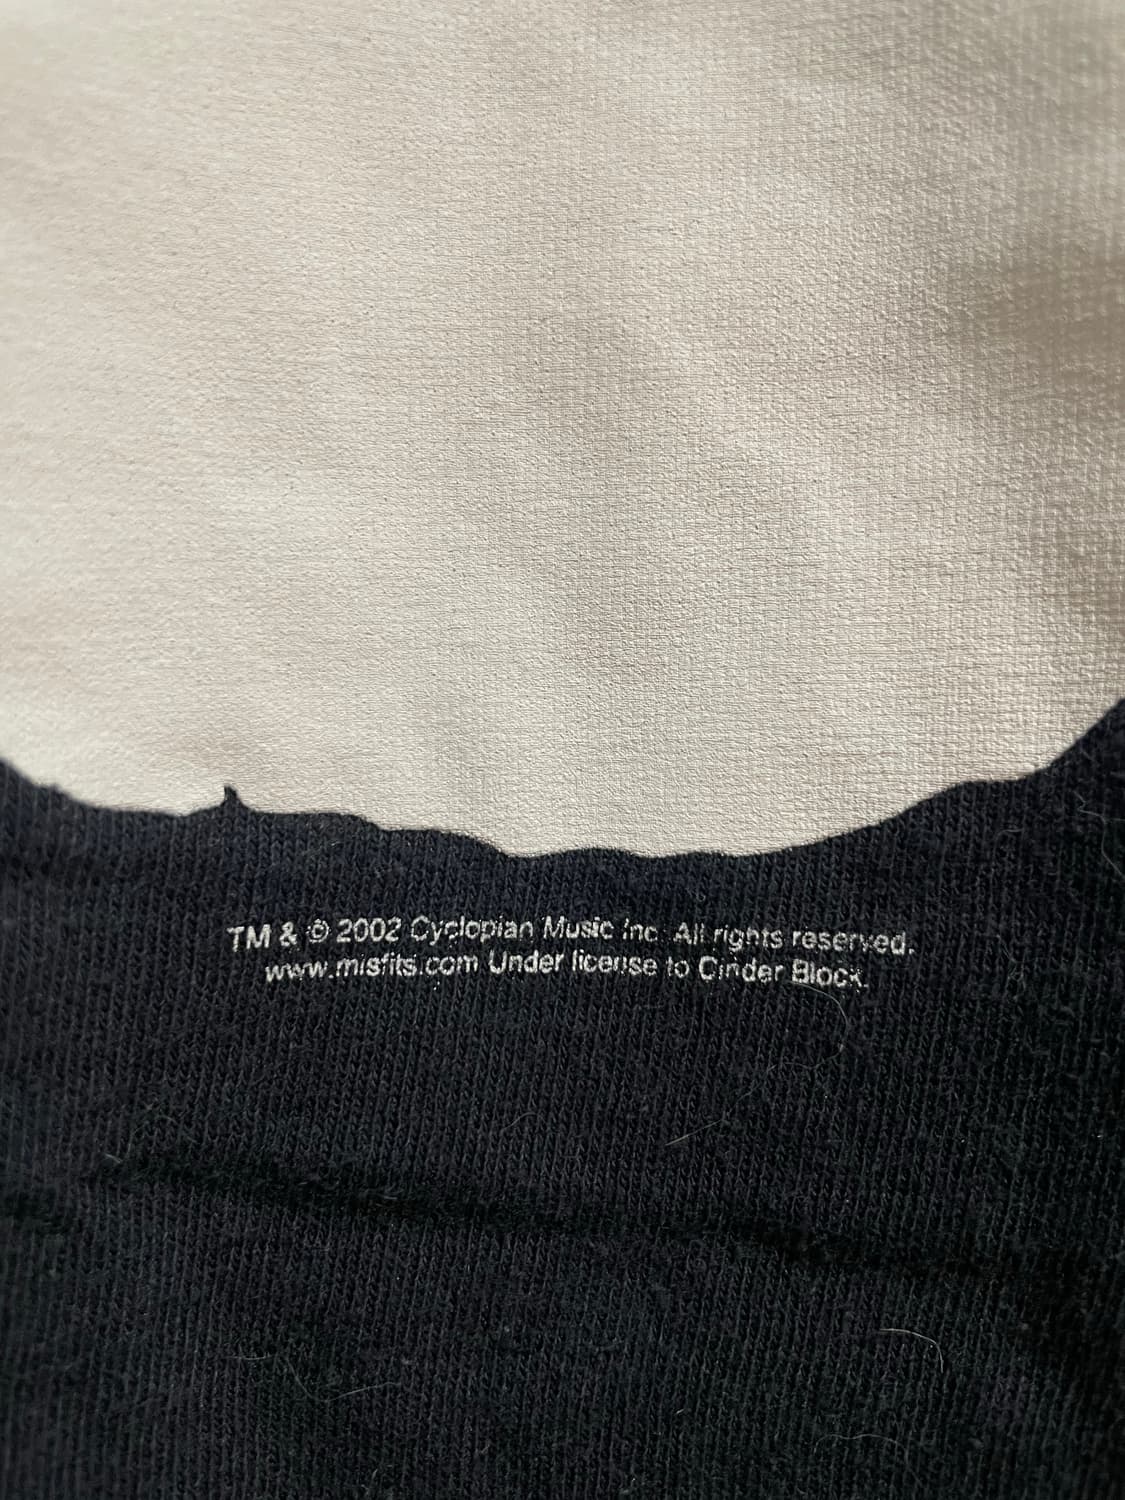 TM & © 2002 Cyclopian Music Inc. All rights reserved.
www.misfits.com Under license to Cinder Block.